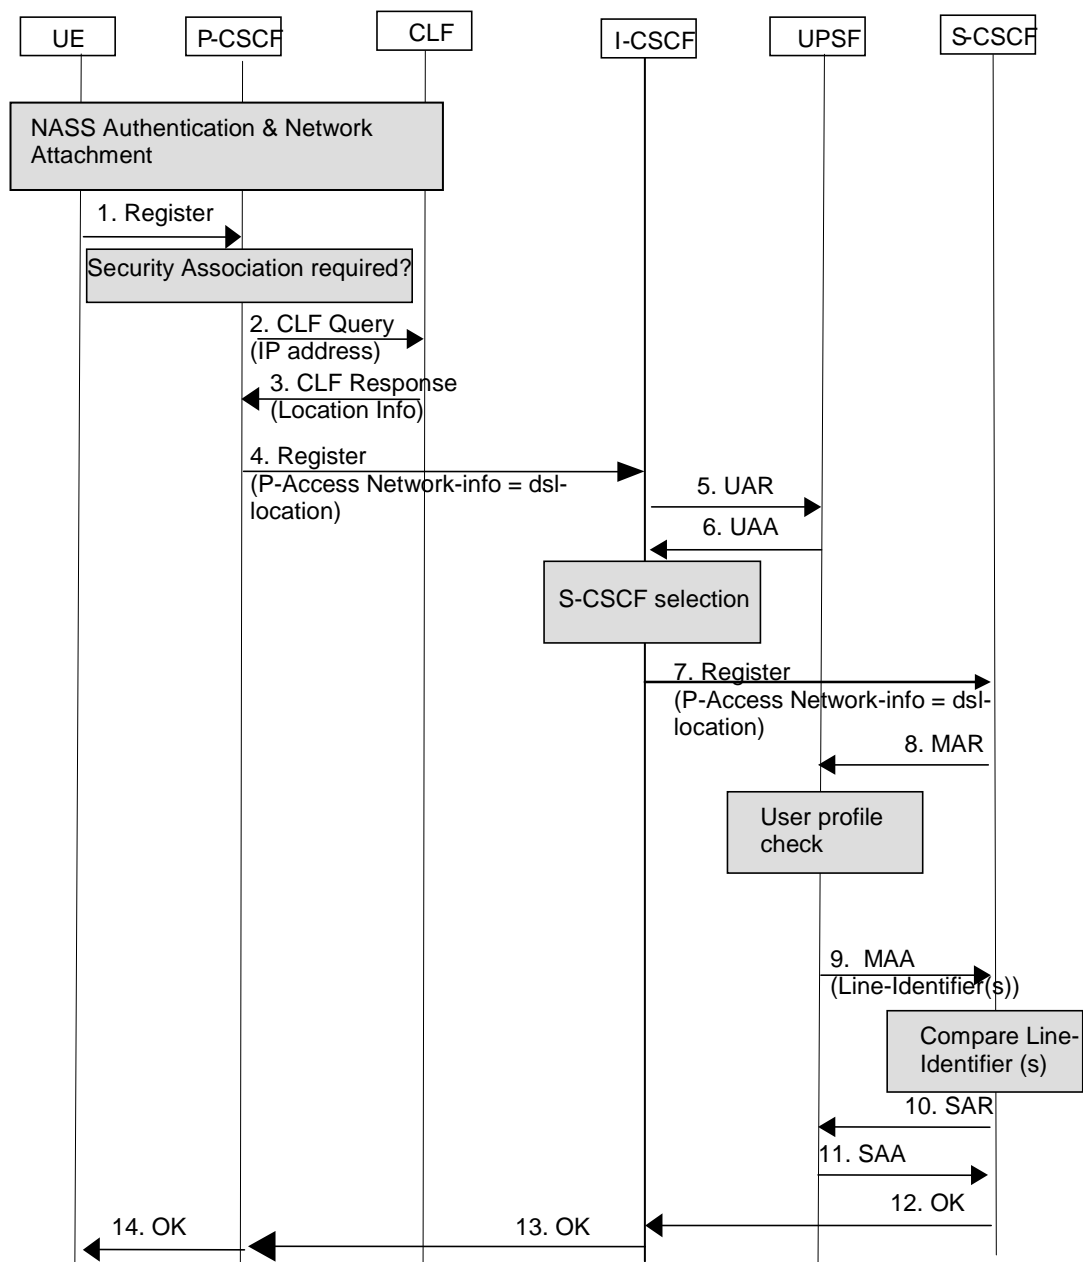 UE
P-CSCF
CLF
I-CSCF
UPSF
S-CSCF
NASS Authentication & Network
Attachment
1. Register
Security Association required?
2. CLF Query
(IP address)
3. CLF Response
(Location Info)
4. Register
(P-Access Network-info = dsl-
location)
5. UAR
6. UAA
S-CSCF selection
7. Register
(P-Access Network-info = dsl-
location)
8. MAR
User profile
check
9. MAA
(Line-Identifier(s))
Compare Line-
Identifier (s)
10. SAR
11. SAA
12. OK
13. OK
14. OK